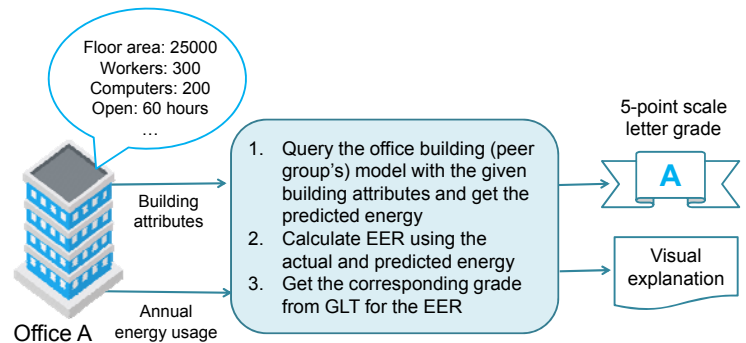 Floor area: 25000
Workers: 300
Computers: 200
Open: 60 hours
…
Office A
Building
attributes
Annual
energy usage
1. Query the office building (peer
group’s) model with the given
building attributes and get the
predicted energy
2. Calculate EER using the
actual and predicted energy
3. Get the corresponding grade
from GLT for the EER
5-point scale
letter grade
A
Visual
explanation